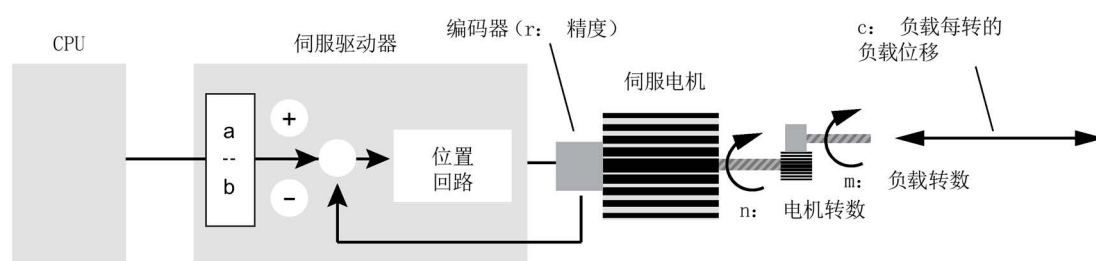 CPU
伺服驱动器
编码器(r： 精度)
伺服电机
c： 负载每转的
负载位移
a
--
b
+
−
位置
回路
m： 负载转数
n： 电机转数